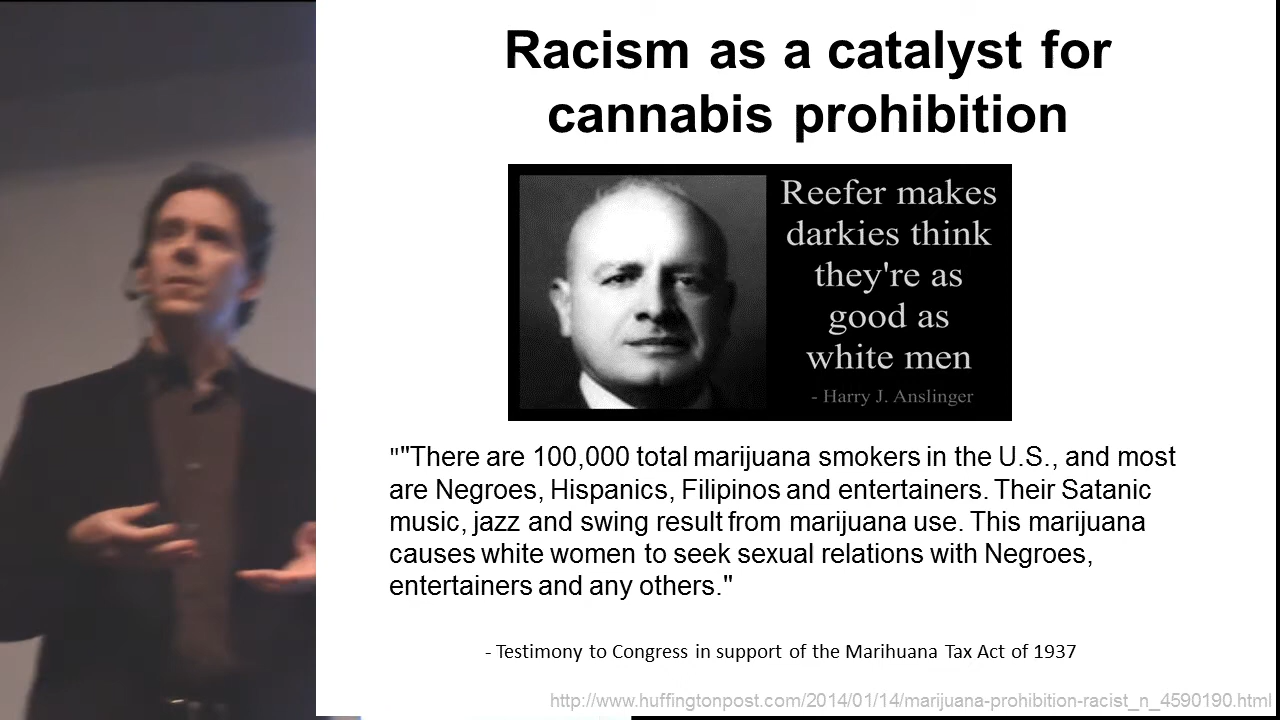 Racism as a catalyst for
cannabis prohibition
Reefer makes
darkies think
they're as
good as
white men
- Harry J. Anslinger
""There are 100,000 total marijuana smokers in the U.S., and most
are Negroes, Hispanics, Filipinos and entertainers. Their Satanic
music, jazz and swing result from marijuana use. This marijuana
causes white women to seek sexual relations with Negroes,
entertainers and any others."
- Testimony to Congress in support of the Marihuana Tax Act of 1937
http://www.huffingtonpost.com/2014/01/14/marijuana-prohibition-racist_n_4590190.html